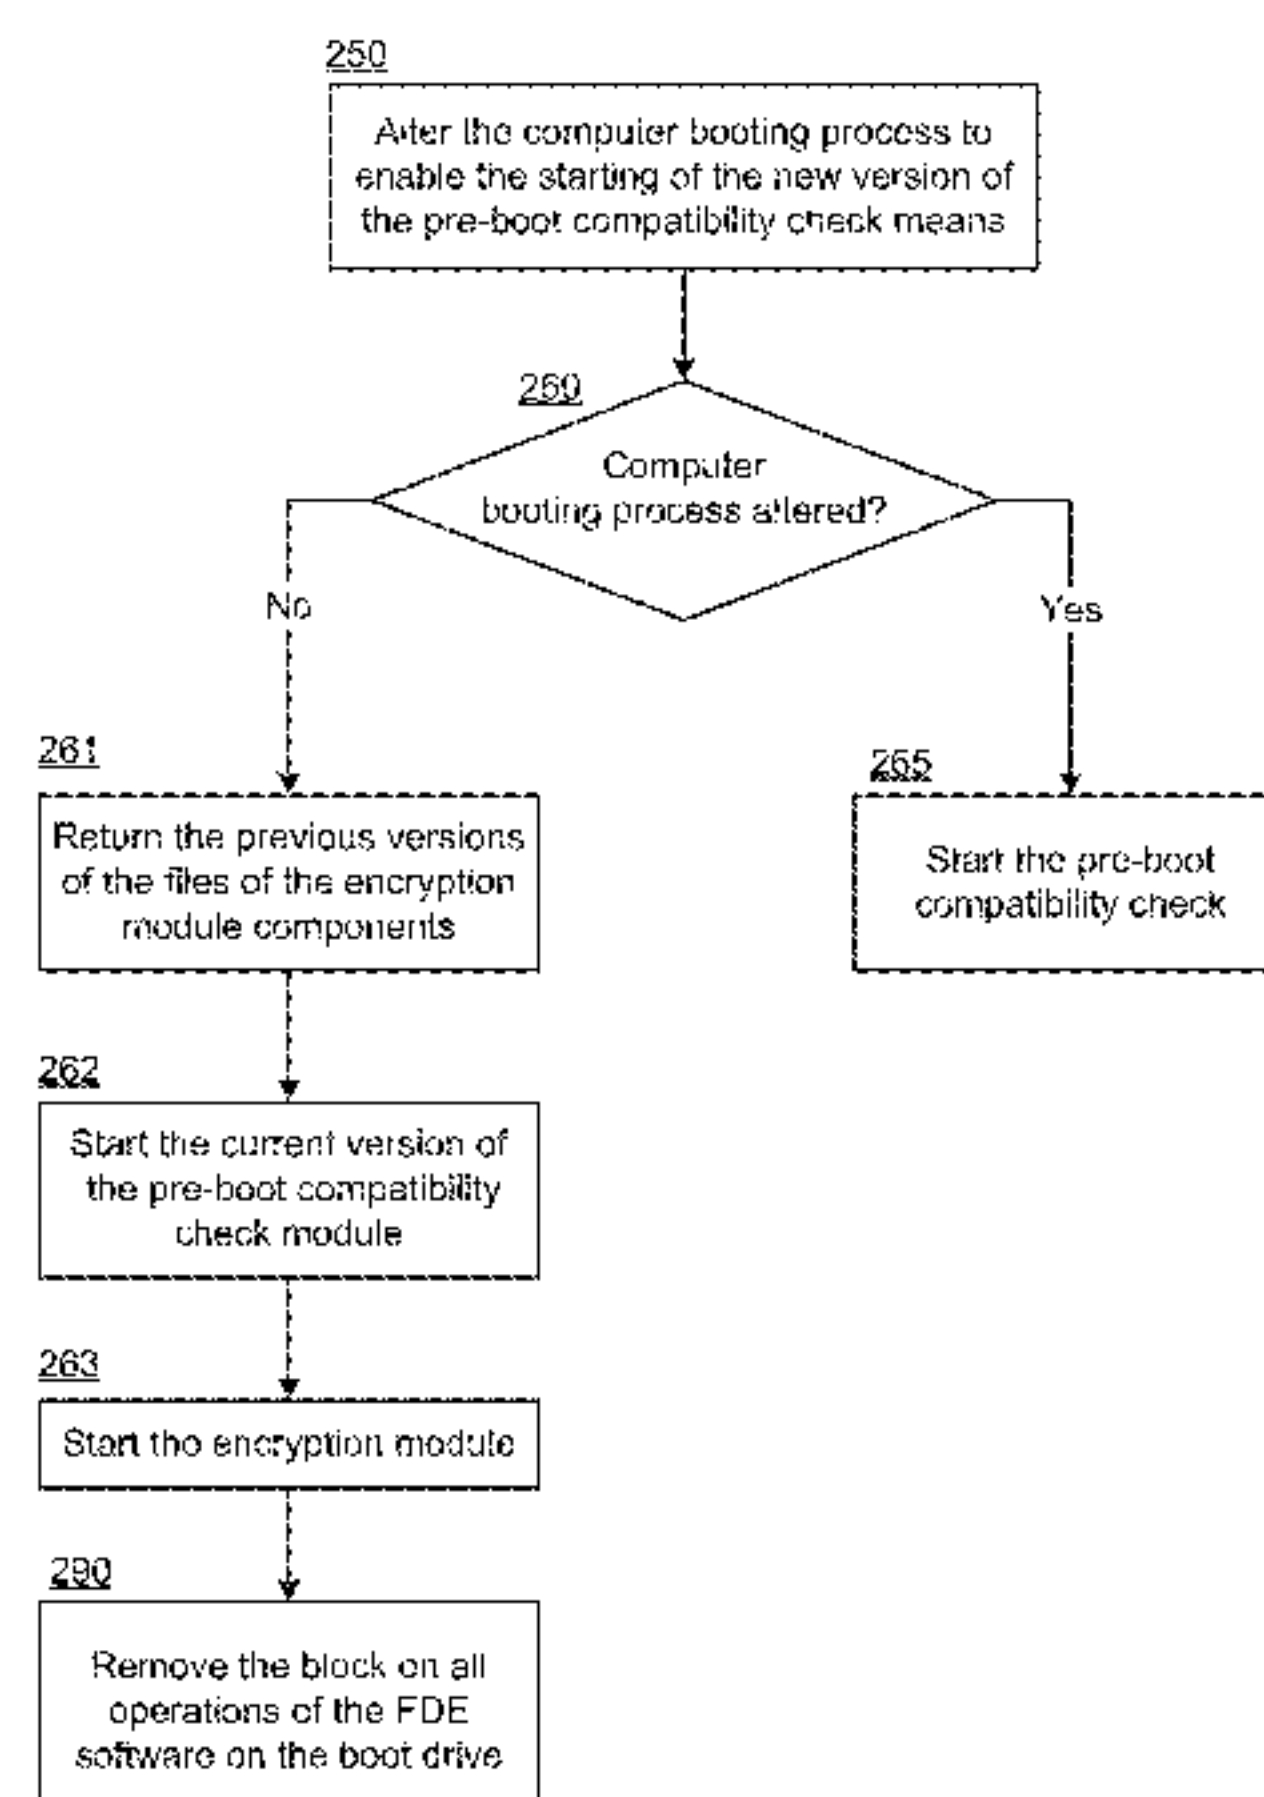 250
Alter the computer booting process to
enable the starting of the new version of
the pre-boot compatibility check means
260
Computer
booting process altered?
No
Yes
261
Return the previous versions
of the files of the encryption
module components
265
Start the pre-boot
compatibility check
262
Start the current version of
the pre-boot compatibility
check module
263
Start the encryption module
290
Remove the block on all
operations of the FDE
software on the boot drive